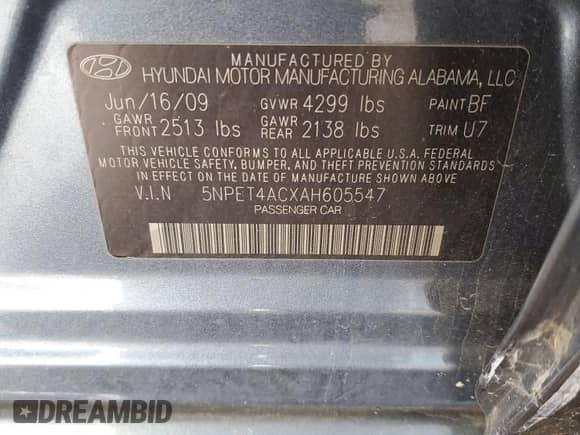 MANUFACTURED BY
HYUNDAI MOTOR MANUFACTURING ALABAMA, LLC
Jun/16/09 GVWR 4299 lbs PAINT BF
GAWR FRONT 2513 lbs GAWR REAR 2138 lbs TRIM U7
THIS VEHICLE CONFORMS TO ALL APPLICABLE U.S.A. FEDERAL
MOTOR VEHICLE SAFETY, BUMPER, AND THEFT PREVENTION STANDARDS
IN EFFECT ON THE DATE OF MANUFACTURE SHOWN ABOVE.
V.I.N 5NPET4ACXAH605547
PASSENGER CAR
DREAMBID